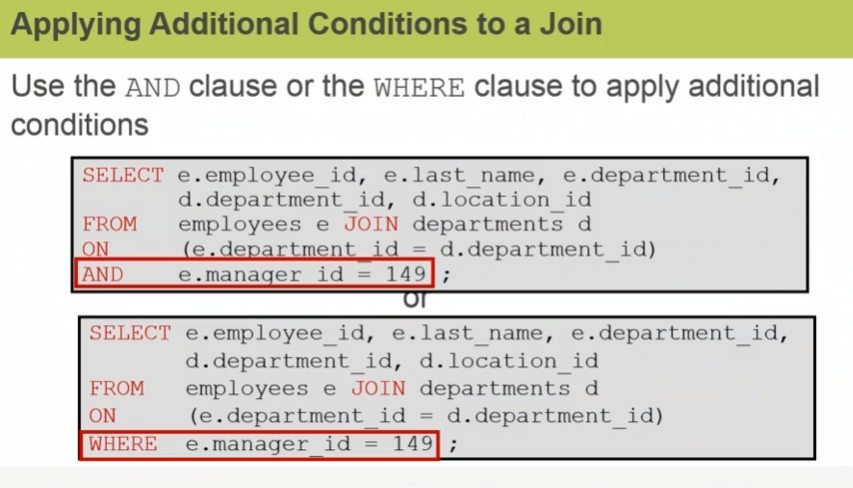 Applying Additional Conditions to a Join
Use the AND clause or the WHERE clause to apply additional
conditions
SELECT e.employee_id, e.last_name, e.department_id,
d.department_id, d.location_id
FROM employees e JOIN departments d
ON (e.department_id = d.department_id)
AND e.manager_id = 149 ;
or
SELECT e.employee_id, e.last_name, e.department_id,
d.department_id, d.location_id
FROM employees e JOIN departments d
ON (e.department_id = d.department_id)
WHERE e.manager_id = 149 ;